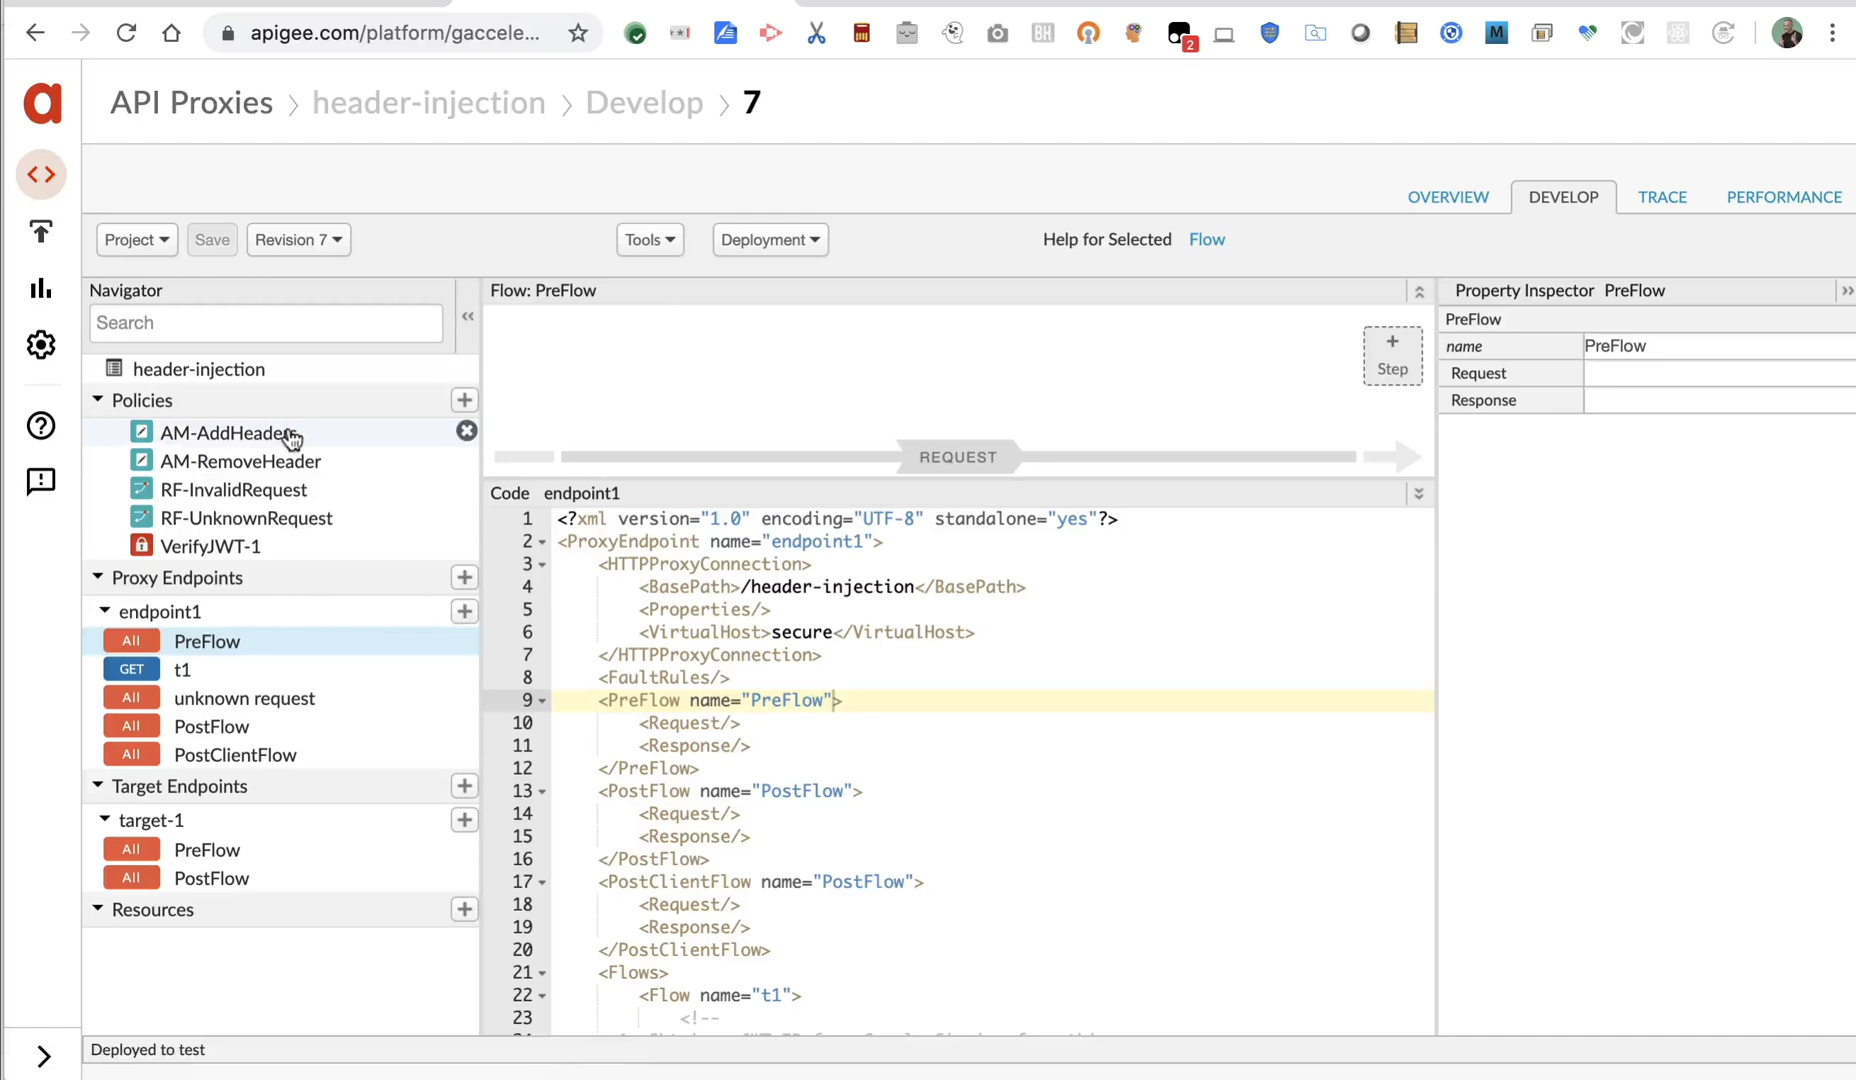 apigee.com/platform/gaccele...
2
BH
M
a
API Proxies > header-injection > Develop > 7
OVERVIEW DEVELOP TRACE PERFORMANCE
Project Save Revision 7 Tools Deployment Help for Selected Flow
Navigator
Search
header-injection
Policies
AM-AddHeaders
AM-RemoveHeader
RF-InvalidRequest
RF-UnknownRequest
VerifyJWT-1
Proxy Endpoints
endpoint1
All PreFlow
GET t1
All unknown request
All PostFlow
All PostClientFlow
Target Endpoints
target-1
All PreFlow
All PostFlow
Resources
Flow: PreFlow
+
Step
REQUEST
Code endpoint1
1 <?xml version="1.0" encoding="UTF-8" standalone="yes"?>
2 <ProxyEndpoint name="endpoint1">
3 <HTTPProxyConnection>
4 <BasePath>/header-injection</BasePath>
5 <Properties/>
6 <VirtualHost>secure</VirtualHost>
7 </HTTPProxyConnection>
8 <FaultRules/>
9 <PreFlow name="PreFlow">
10 <Request/>
11 <Response/>
12 </PreFlow>
13 <PostFlow name="PostFlow">
14 <Request/>
15 <Response/>
16 </PostFlow>
17 <PostClientFlow name="PostFlow">
18 <Request/>
19 <Response/>
20 </PostClientFlow>
21 <Flows>
22 <Flow name="t1">
23 <!--
Property Inspector PreFlow
PreFlow
name PreFlow
Request
Response
Deployed to test